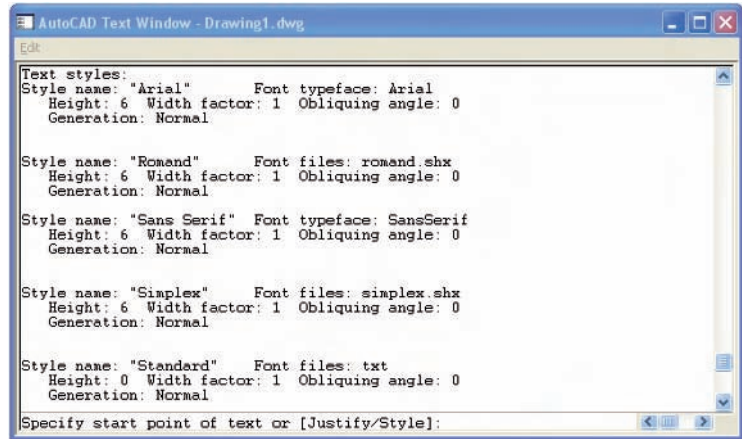 AutoCAD Text Window - Drawing1.dwg
Edit
Text styles:
Style name: "Arial" Font typeface: Arial
Height: 6 Width factor: 1 Obliquing angle: 0
Generation: Normal
Style name: "Romand" Font files: romand.shx
Height: 6 Width factor: 1 Obliquing angle: 0
Generation: Normal
Style name: "Sans Serif" Font typeface: SansSerif
Height: 6 Width factor: 1 Obliquing angle: 0
Generation: Normal
Style name: "Simplex" Font files: simplex.shx
Height: 6 Width factor: 1 Obliquing angle: 0
Generation: Normal
Style name: "Standard" Font files: txt
Height: 0 Width factor: 1 Obliquing angle: 0
Generation: Normal
Specify start point of text or [Justify/Style]: